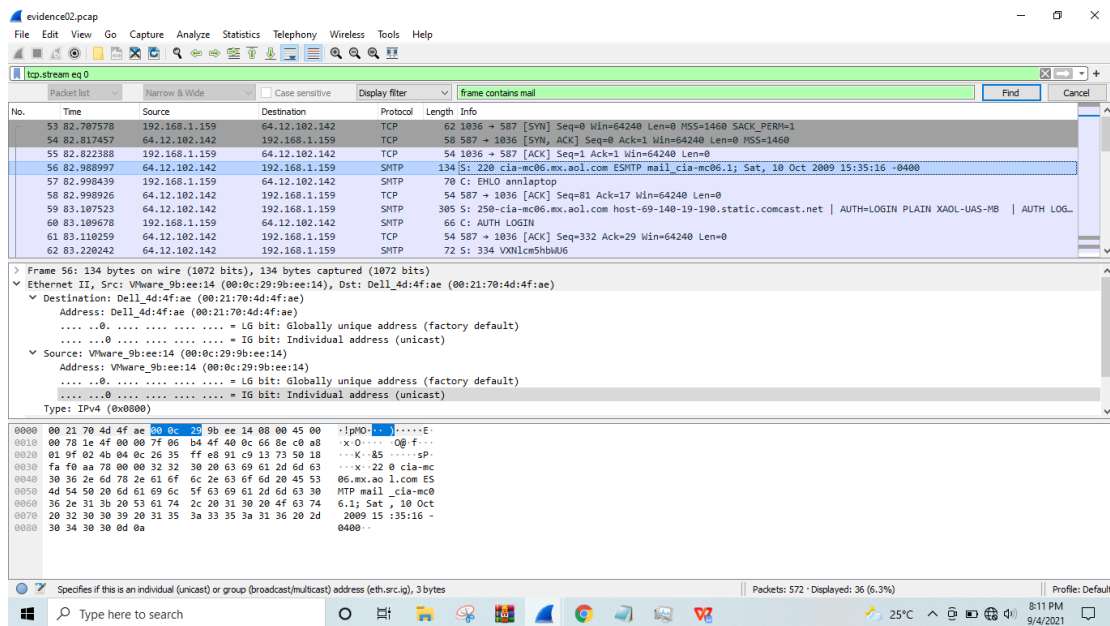 evidence02.pcap
File Edit View Go Capture Analyze Statistics Telephony Wireless Tools Help
tcp.stream eq 0
Packet list Narrow & Wide Case sensitive Display filter frame contains mail Find Cancel
No. Time Source Destination Protocol Length Info
53 82.707578 192.168.1.159 64.12.102.142 TCP 62 1036 → 587 [SYN] Seq=0 Win=64240 Len=0 MSS=1460 SACK_PERM=1
54 82.817457 64.12.102.142 192.168.1.159 TCP 58 587 → 1036 [SYN, ACK] Seq=0 Ack=1 Win=64240 Len=0 MSS=1460
55 82.822388 192.168.1.159 64.12.102.142 TCP 54 1036 → 587 [ACK] Seq=1 Ack=1 Win=64240 Len=0
56 82.988997 64.12.102.142 192.168.1.159 SMTP 134 S: 220 cia-mc06.mx.aol.com ESMTP mail_cia-mc06.1; Sat, 10 Oct 2009 15:35:16 -0400
57 82.998439 192.168.1.159 64.12.102.142 SMTP 70 C: EHLO annlaptop
58 82.998926 64.12.102.142 192.168.1.159 TCP 54 587 → 1036 [ACK] Seq=81 Ack=17 Win=64240 Len=0
59 83.107523 64.12.102.142 192.168.1.159 SMTP 305 S: 250-cia-mc06.mx.aol.com host-69-140-19-190.static.comcast.net | AUTH=LOGIN PLAIN XAOL-UAS-MB | AUTH LOG…
60 83.109678 192.168.1.159 64.12.102.142 SMTP 66 C: AUTH LOGIN
61 83.110259 64.12.102.142 192.168.1.159 TCP 54 587 → 1036 [ACK] Seq=332 Ack=29 Win=64240 Len=0
62 83.220242 64.12.102.142 192.168.1.159 SMTP 72 S: 334 VXNlcm5hbWU6
Frame 56: 134 bytes on wire (1072 bits), 134 bytes captured (1072 bits)
Ethernet II, Src: VMware_9b:ee:14 (00:0c:29:9b:ee:14), Dst: Dell_4d:4f:ae (00:21:70:4d:4f:ae)
Destination: Dell_4d:4f:ae (00:21:70:4d:4f:ae)
Address: Dell_4d:4f:ae (00:21:70:4d:4f:ae)
.... ..0. .... .... .... .... = LG bit: Globally unique address (factory default)
.... ...0 .... .... .... .... = IG bit: Individual address (unicast)
Source: VMware_9b:ee:14 (00:0c:29:9b:ee:14)
Address: VMware_9b:ee:14 (00:0c:29:9b:ee:14)
.... ..0. .... .... .... .... = LG bit: Globally unique address (factory default)
.... ...0 .... .... .... .... = IG bit: Individual address (unicast)
Type: IPv4 (0x0800)
0000 00 21 70 4d 4f ae 00 0c 29 9b ee 14 08 00 45 00 ·!pMO··· )·····E·
0010 00 78 1e 4f 00 00 7f 06 b4 4f 40 0c 66 8e c0 a8 ·x·O···· ·O@·f···
0020 01 9f 02 4b 04 0c 26 35 ff e8 91 c9 13 73 50 18 ···K··&5 ·····sP·
0030 fa f0 aa 78 00 00 32 32 30 20 63 69 61 2d 6d 63 ···x··22 0 cia-mc
0040 30 36 2e 6d 78 2e 61 6f 6c 2e 63 6f 6d 20 45 53 06.mx.ao l.com ES
0050 4d 54 50 20 6d 61 69 6c 5f 63 69 61 2d 6d 63 30 MTP mail _cia-mc0
0060 36 2e 31 3b 20 53 61 74 2c 20 31 30 20 4f 63 74 6.1; Sat , 10 Oct
0070 20 32 30 30 39 20 31 35 3a 33 35 3a 31 36 20 2d 2009 15 :35:16 -
0080 30 34 30 30 0d 0a 0400··
Specifies if this is an individual (unicast) or group (broadcast/multicast) address (eth.src.ig), 3 bytes Packets: 572 · Displayed: 36 (6.3%) Profile: Default
Type here to search 25°C 8:11 PM
9/4/2021